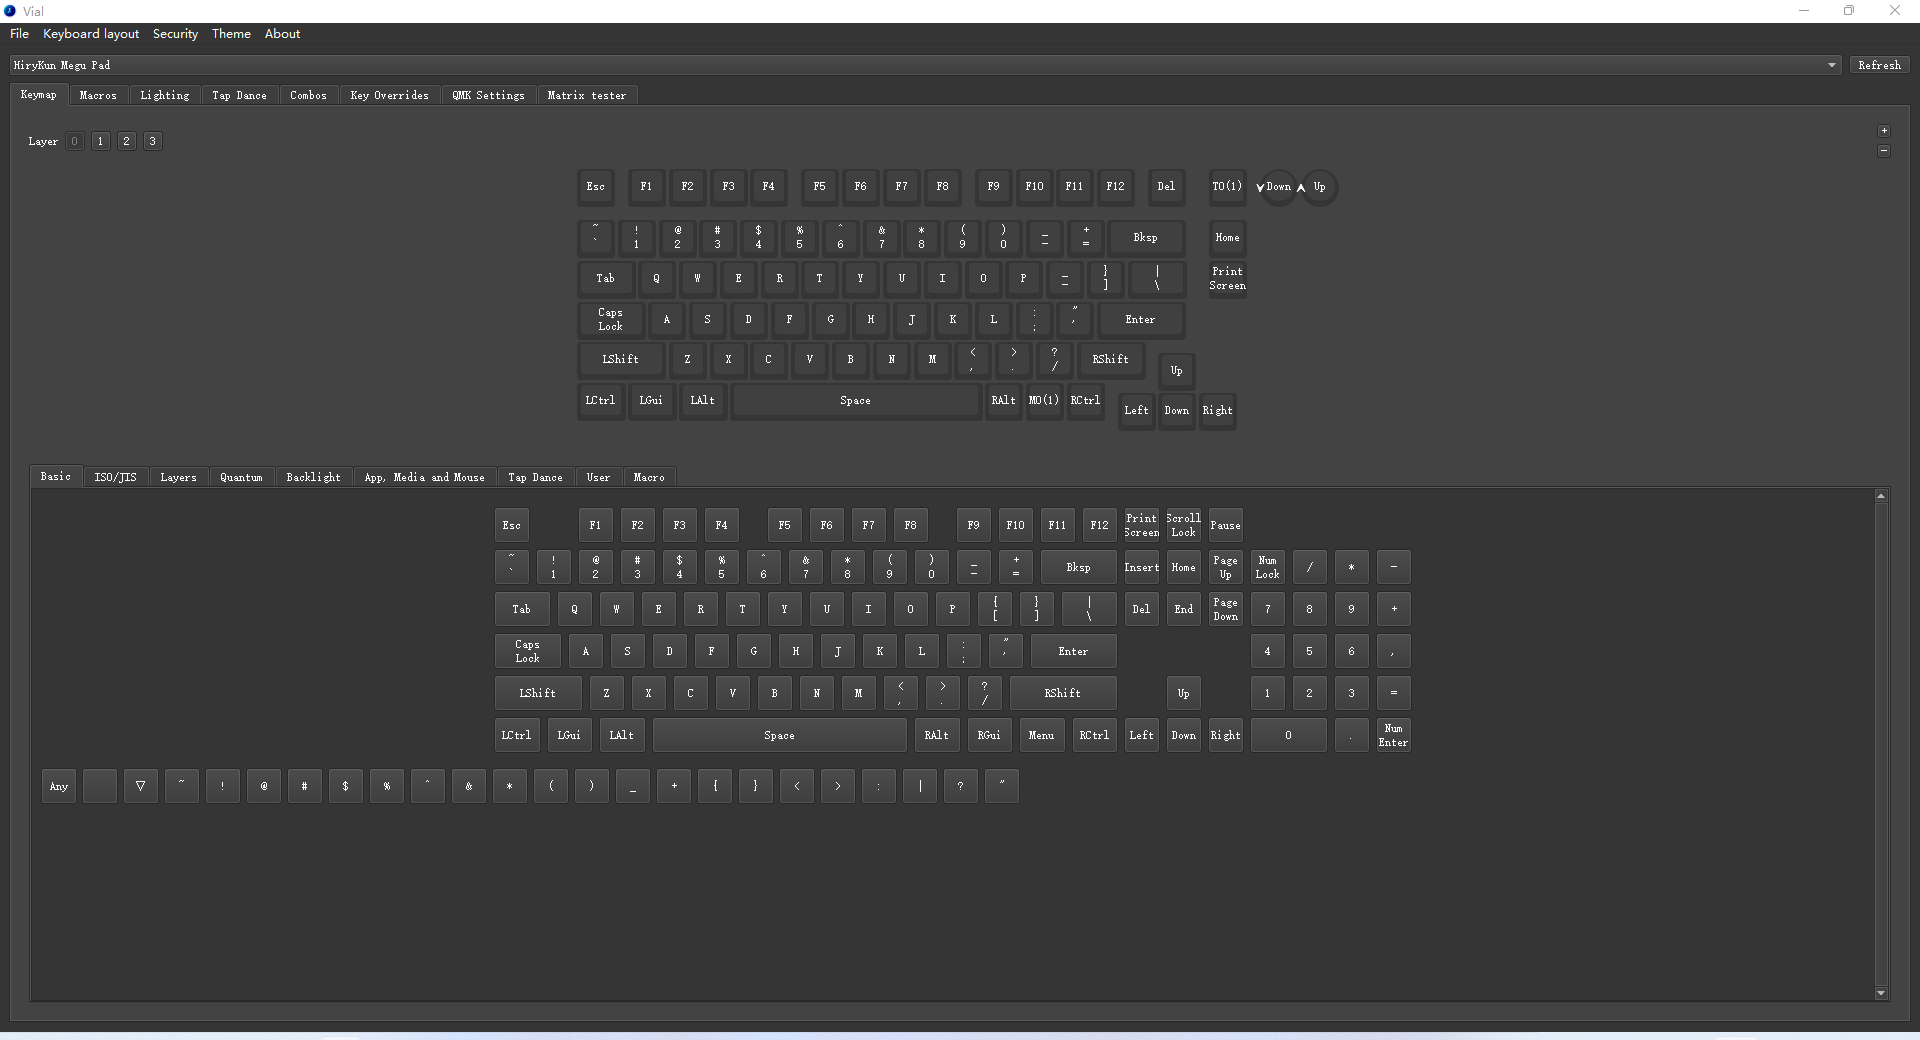 Vial
File Keyboard layout Security Theme About
HiryKun Megu Pad Refresh
Keymap Macros Lighting Tap Dance Combos Key Overrides QMK Settings Matrix tester
+
Layer 0 1 2 3
−
Esc F1 F2 F3 F4 F5 F6 F7 F8 F9 F10 F11 F12 Del TO(1) Down Up
~ ! @ # $ % ^ & * ( ) _ +
` 1 2 3 4 5 6 7 8 9 0 - = Bksp Home
Tab Q W E R T Y U I O P _ - } ] | \ Print Screen
Caps Lock A S D F G H J K L : ; " ' Enter
LShift Z X C V B N M < , > . ? / RShift Up
LCtrl LGui LAlt Space RAlt MO(1) RCtrl Left Down Right
Basic ISO/JIS Layers Quantum Backlight App, Media and Mouse Tap Dance User Macro
Esc F1 F2 F3 F4 F5 F6 F7 F8 F9 F10 F11 F12 Print Screen Scroll Lock Pause
~ ! @ # $ % ^ & * ( ) _ +
` 1 2 3 4 5 6 7 8 9 0 - = Bksp Insert Home Page Up Num Lock / * -
Tab Q W E R T Y U I O P { [ } ] | \ Del End Page Down 7 8 9 +
Caps Lock A S D F G H J K L : ; " ' Enter 4 5 6 ,
LShift Z X C V B N M < , > . ? / RShift Up 1 2 3 =
LCtrl LGui LAlt Space RAlt RGui Menu RCtrl Left Down Right 0 . Num Enter
Any ▽ ~ ! @ # $ % ^ & * ( ) _ + { } < > : | ? "